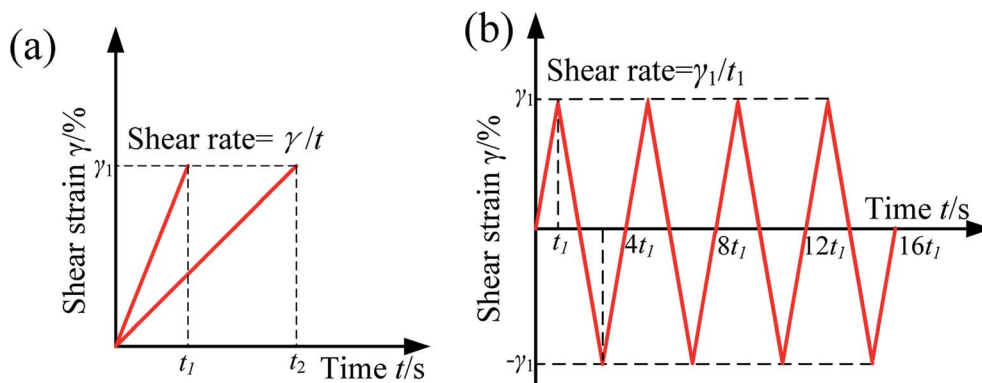 (a)
Shear strain γ/%
Shear rate= γ/t
γ₁
t₁
t₂
Time t/s
(b)
Shear strain γ/%
Shear rate=γ₁/t₁
γ₁
Time t/s
t₁
4t₁
8t₁
12t₁
16t₁
-γ₁